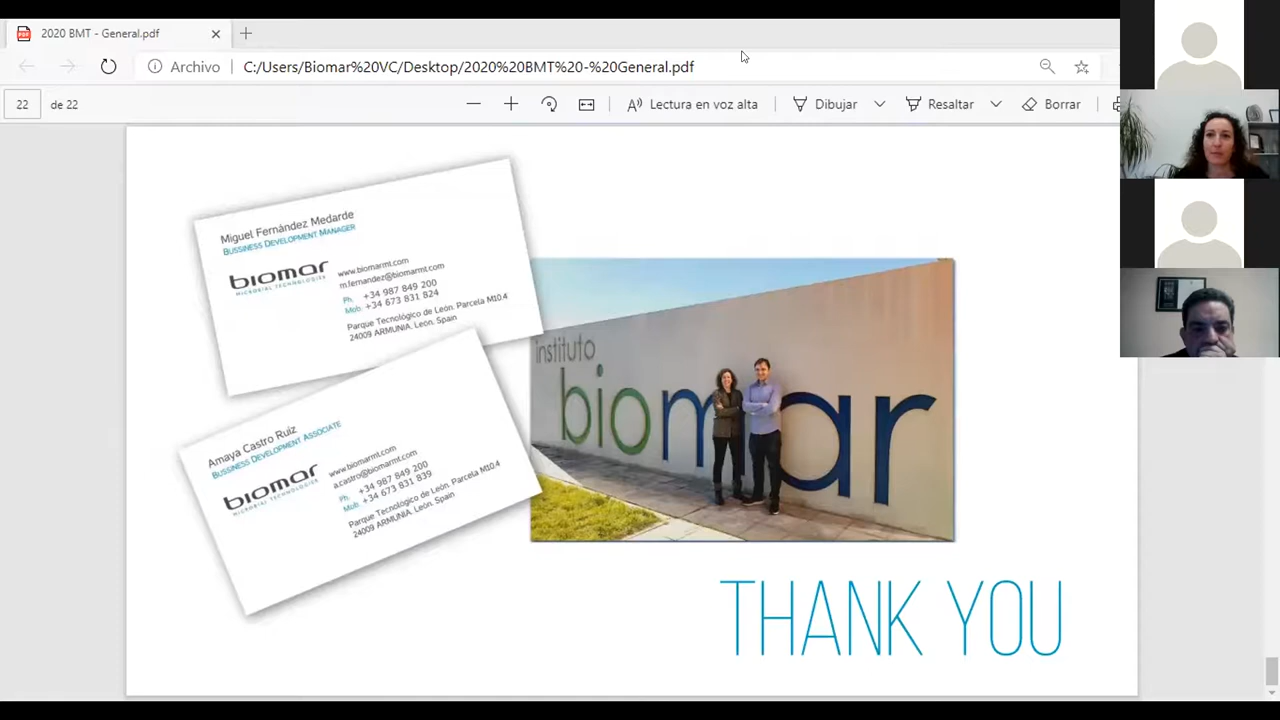 2020 BMT - General.pdf
Archivo
C:/Users/Biomar%20VC/Desktop/2020%20BMT%20-%20General.pdf
22 de 22
Lectura en voz alta
Dibujar
Resaltar
Borrar
Miguel Fernández Medarde
BUSSINESS DEVELOPMENT MANAGER
biomar
MICROBIAL TECHNOLOGIES
www.biomarmt.com
m.fernandez@biomarmt.com
Ph. +34 987 849 200
Mob. +34 673 831 824
Parque Tecnológico de León. Parcela M10.4
24009 ARMUNIA. León. Spain
Amaya Castro Ruiz
BUSSINESS DEVELOPMENT ASSOCIATE
biomar
MICROBIAL TECHNOLOGIES
www.biomarmt.com
a.castro@biomarmt.com
Ph. +34 987 849 200
Mob. +34 673 831 839
Parque Tecnológico de León. Parcela M10.4
24009 ARMUNIA. León. Spain
instituto
biomar
THANK YOU